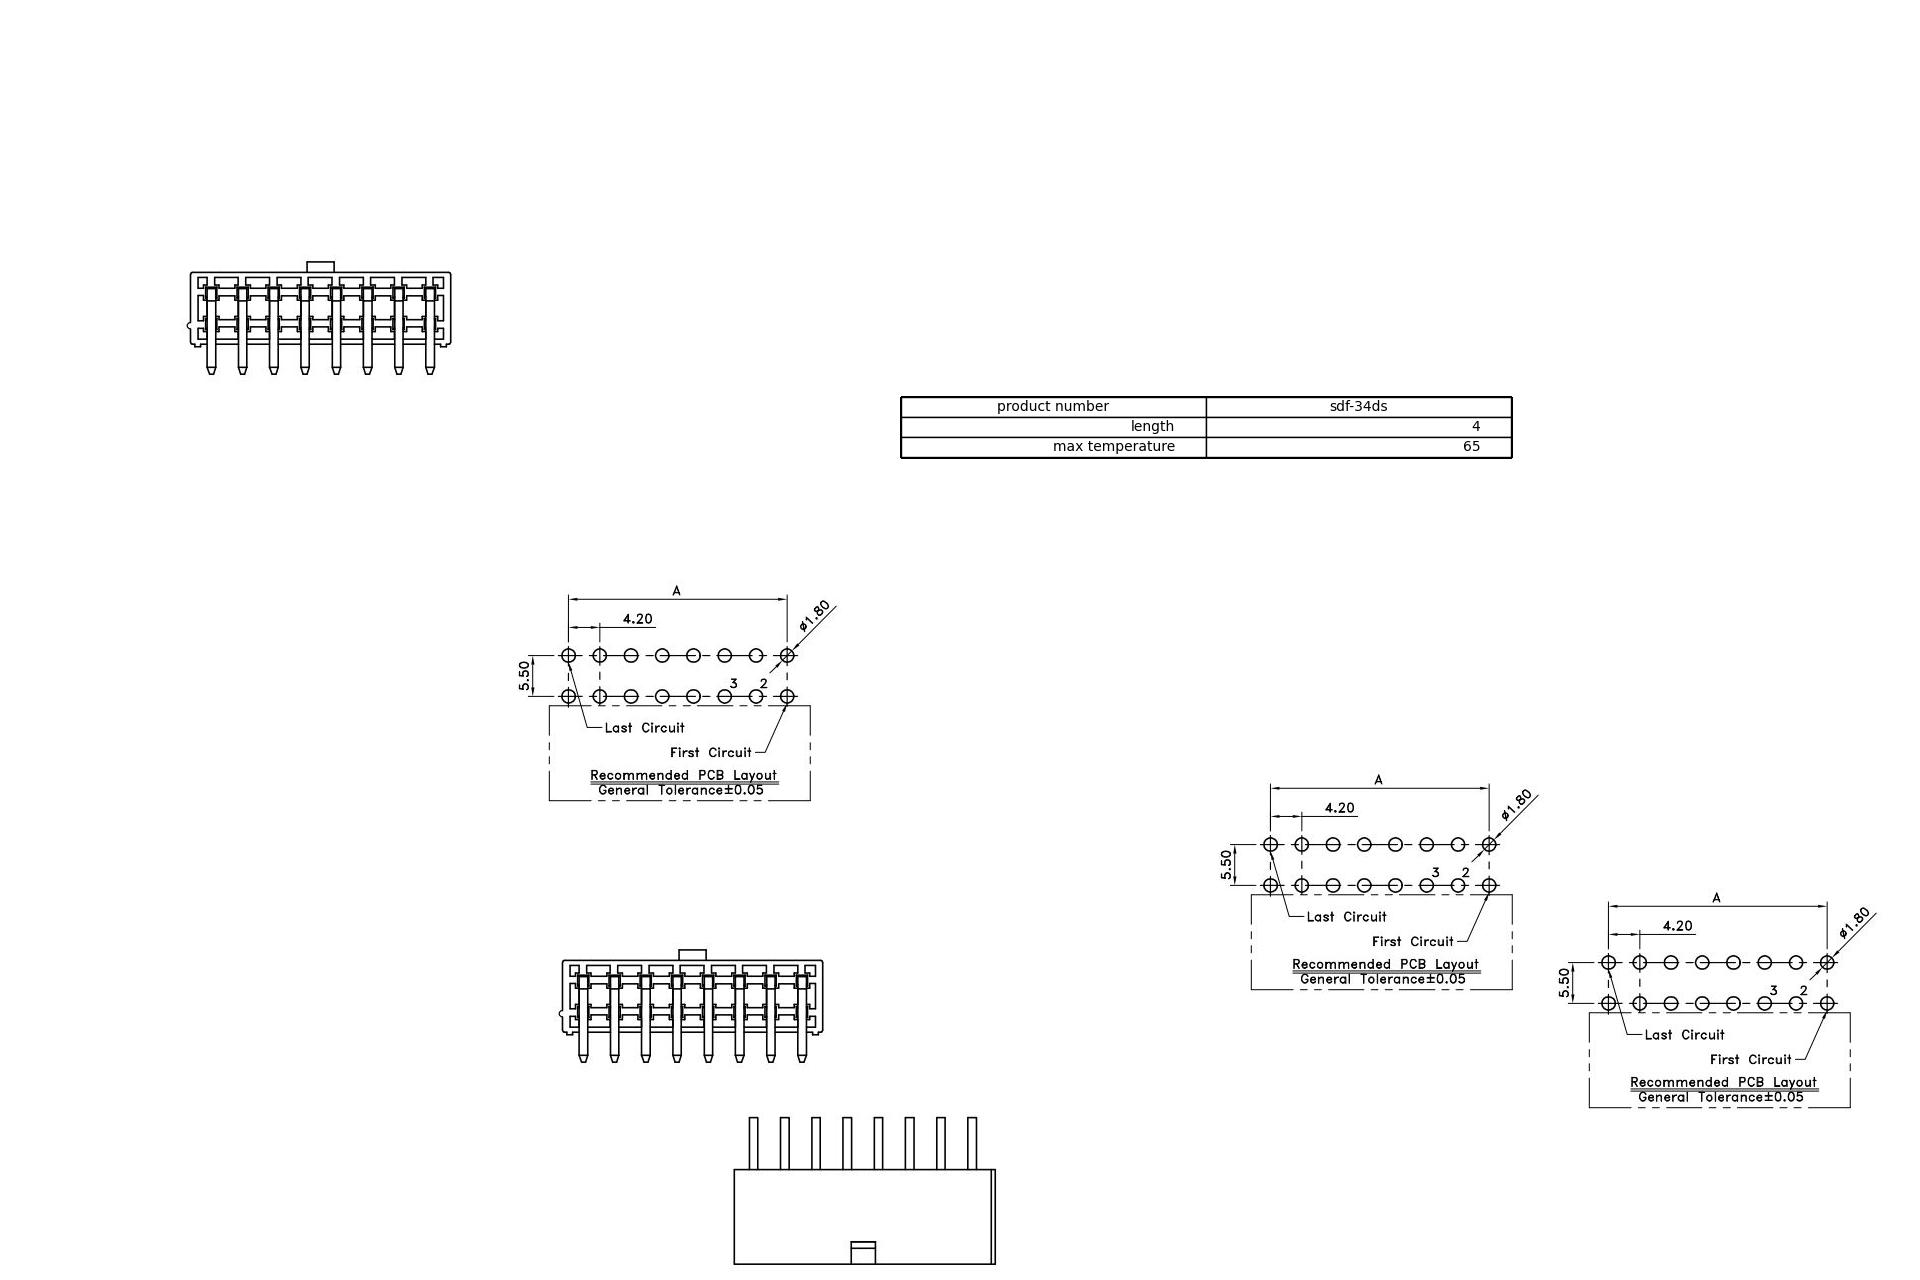 product number sdf-34ds
length 4
max temperature 65
A
4.20
ø1.80
5.50
3 2
Last Circuit
First Circuit
Recommended PCB Layout
General Tolerance±0.05
A
4.20
ø1.80
5.50
3 2
Last Circuit
First Circuit
Recommended PCB Layout
General Tolerance±0.05
A
4.20
ø1.80
5.50
3 2
Last Circuit
First Circuit
Recommended PCB Layout
General Tolerance±0.05